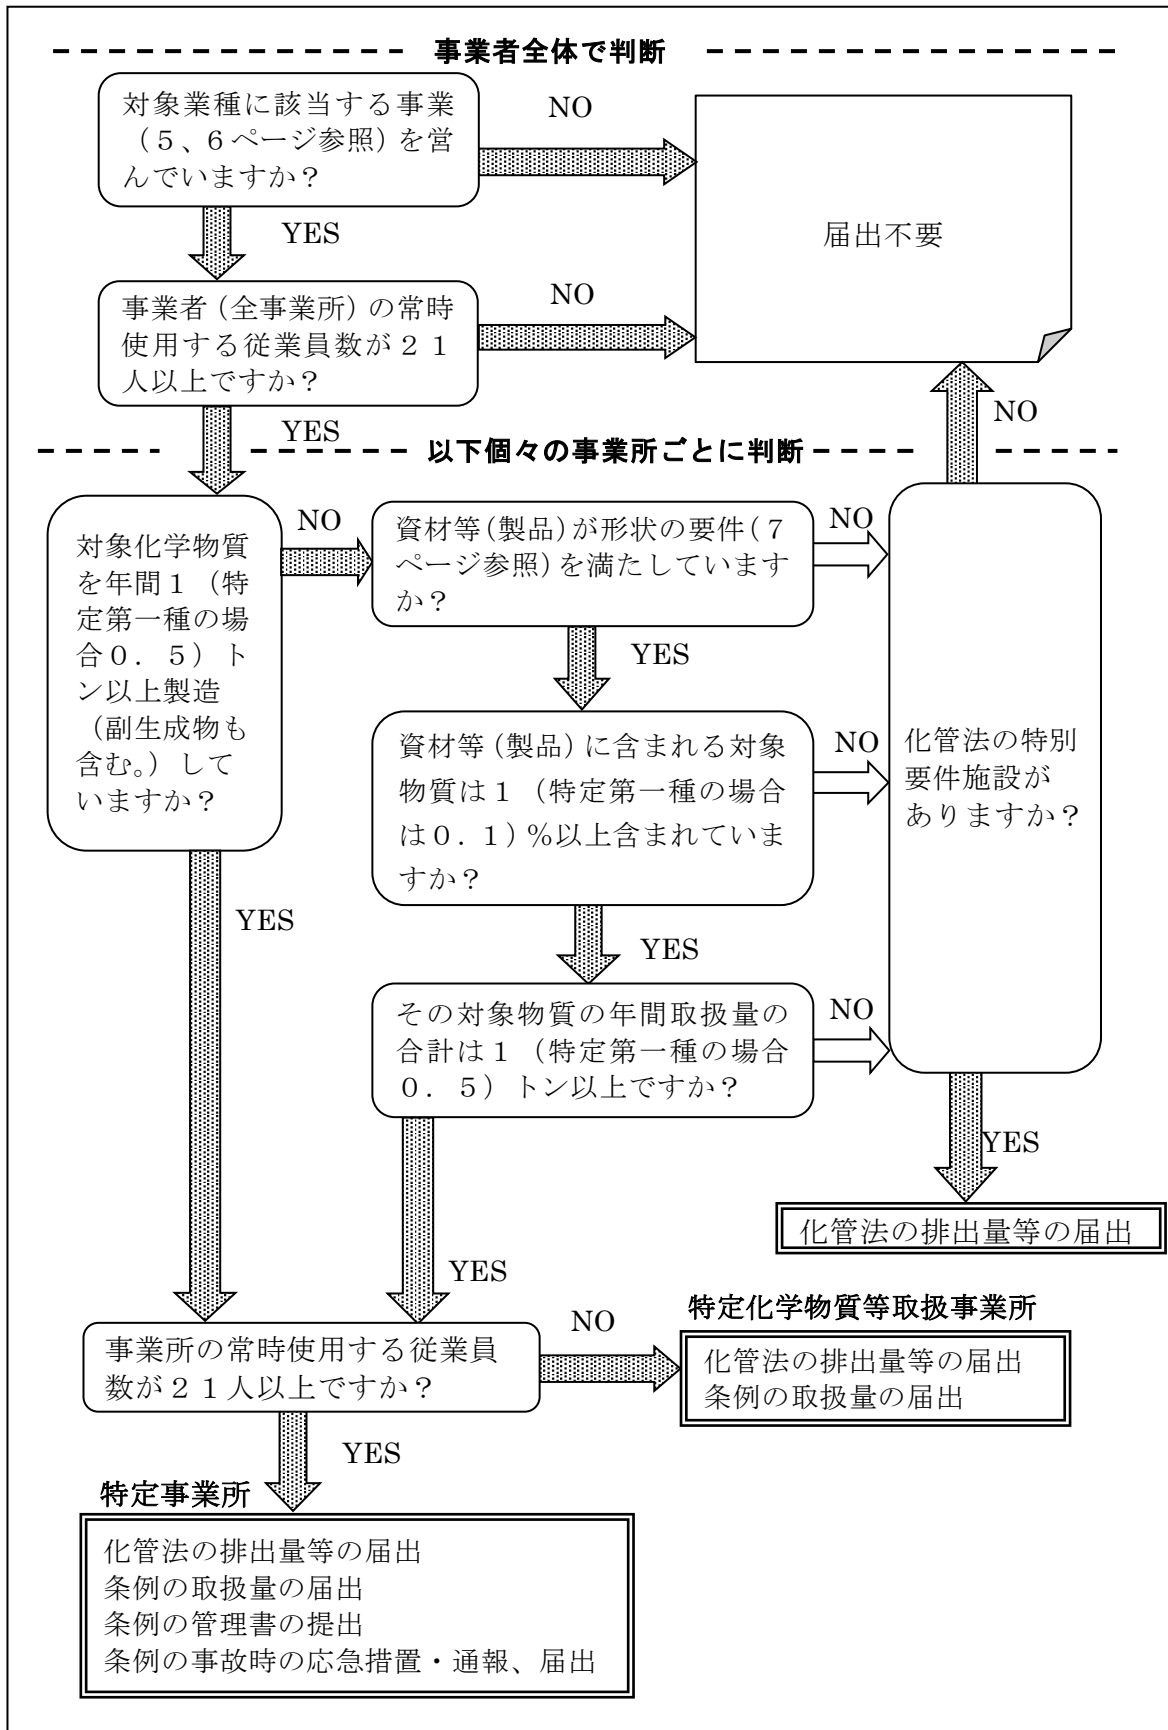 事業者全体で判断
対象業種に該当する事業
（５、６ページ参照）を営
んでいますか？
NO
届出不要
YES
事業者（全事業所）の常時
使用する従業員数が２１
人以上ですか？
NO
YES
NO
以下個々の事業所ごとに判断
対象化学物質
を年間１（特
定第一種の場
合０．５）ト
ン以上製造
（副生成物も
含む。）して
いますか？
NO
資材等（製品）が形状の要件（７
ページ参照）を満たしています
か？
NO
YES
資材等（製品）に含まれる対象
物質は１（特定第一種の場合
は０．１）％以上含まれていま
すか？
NO
化管法の特別
要件施設が
ありますか？
YES
YES
その対象物質の年間取扱量の
合計は１（特定第一種の場合
０．５）トン以上ですか？
NO
YES
化管法の排出量等の届出
YES
事業所の常時使用する従業員
数が２１人以上ですか？
NO
特定化学物質等取扱事業所
化管法の排出量等の届出
条例の取扱量の届出
YES
特定事業所
化管法の排出量等の届出
条例の取扱量の届出
条例の管理書の提出
条例の事故時の応急措置・通報、届出